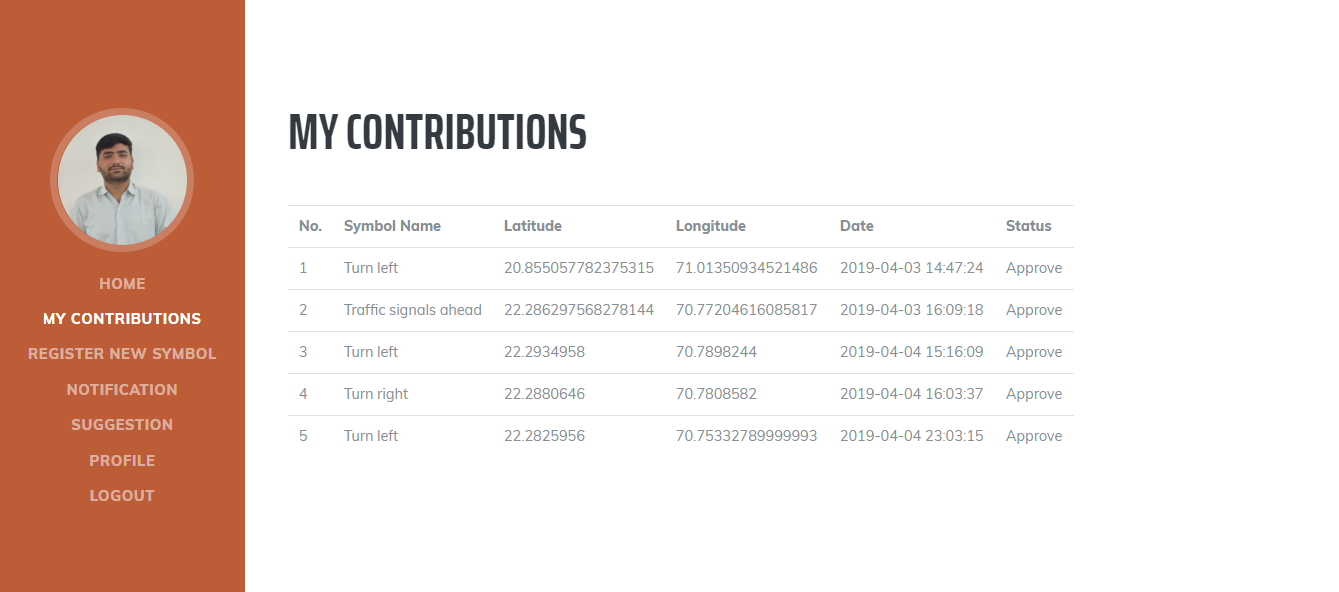 HOME
MY CONTRIBUTIONS
REGISTER NEW SYMBOL
NOTIFICATION
SUGGESTION
PROFILE
LOGOUT
MY CONTRIBUTIONS
No. Symbol Name Latitude Longitude Date Status
1 Turn left 20.855057782375315 71.01350934521486 2019-04-03 14:47:24 Approve
2 Traffic signals ahead 22.286297568278144 70.77204616085817 2019-04-03 16:09:18 Approve
3 Turn left 22.2934958 70.7898244 2019-04-04 15:16:09 Approve
4 Turn right 22.2880646 70.7808582 2019-04-04 16:03:37 Approve
5 Turn left 22.2825956 70.75332789999993 2019-04-04 23:03:15 Approve